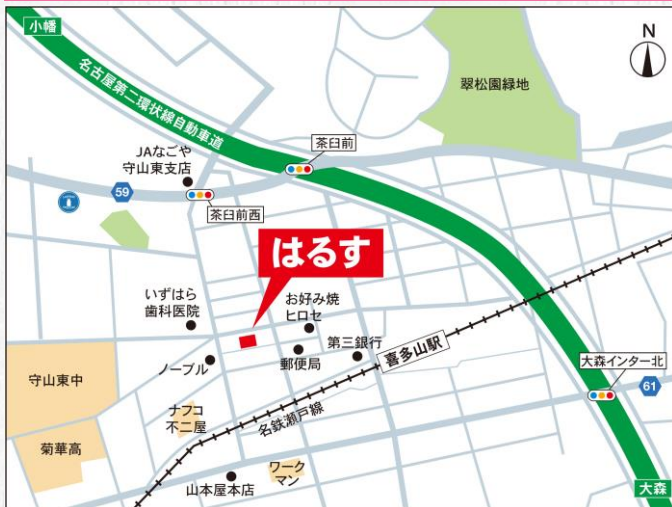 小幡
名古屋第二環状線自動車道
N
翠松園緑地
茶臼前
JAなごや
守山東支店
59
茶臼前西
はるす
いずはら
歯科医院
お好み焼
ヒロセ
ノーブル
郵便局
第三銀行
喜多山駅
大森インター北
61
守山東中
ナフコ
不二屋
名鉄瀬戸線
菊華高
ワーク
マン
山本屋本店
大森